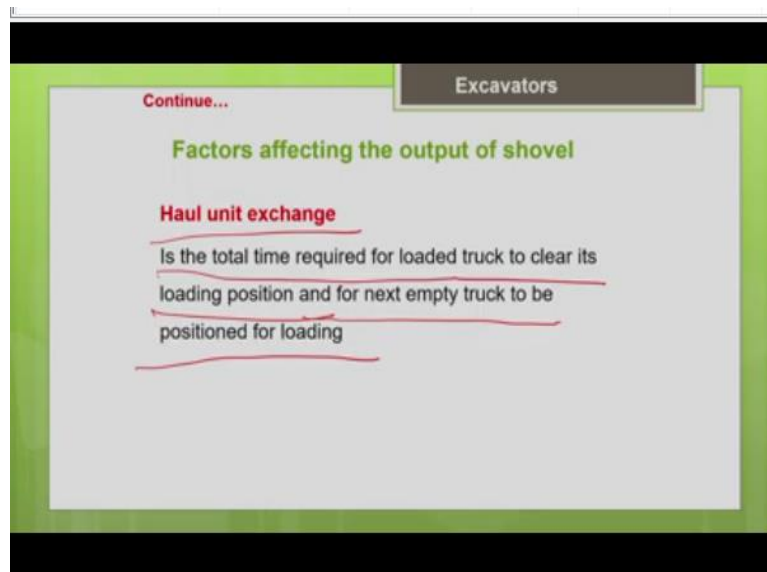 Excavators
Continue...
Factors affecting the output of shovel
Haul unit exchange
Is the total time required for loaded truck to clear its
loading position and for next empty truck to be
positioned for loading